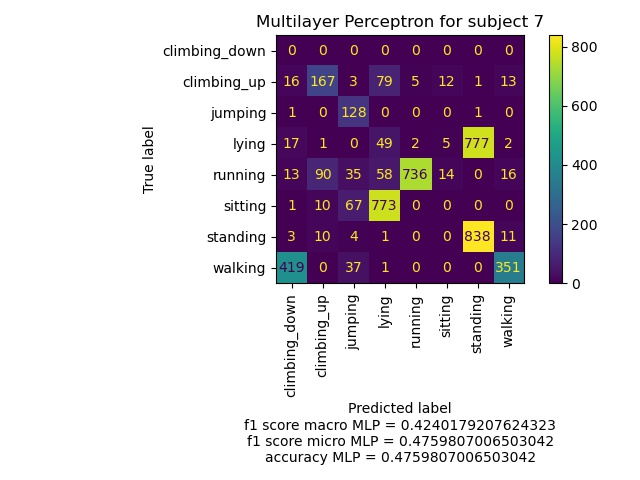 Multilayer Perceptron for subject 7
climbing_down 0 0 0 0 0 0 0 0
climbing_up 16 167 3 79 5 12 1 13
jumping 1 0 128 0 0 0 1 0
lying 17 1 0 49 2 5 777 2
running 13 90 35 58 736 14 0 16
sitting 1 10 67 773 0 0 0 0
standing 3 10 4 1 0 0 838 11
walking 419 0 37 1 0 0 0 351
True label
climbing_down climbing_up jumping lying running sitting standing walking
Predicted label
800
600
400
200
0
f1 score macro MLP = 0.4240179207624323
f1 score micro MLP = 0.4759807006503042
accuracy MLP = 0.4759807006503042